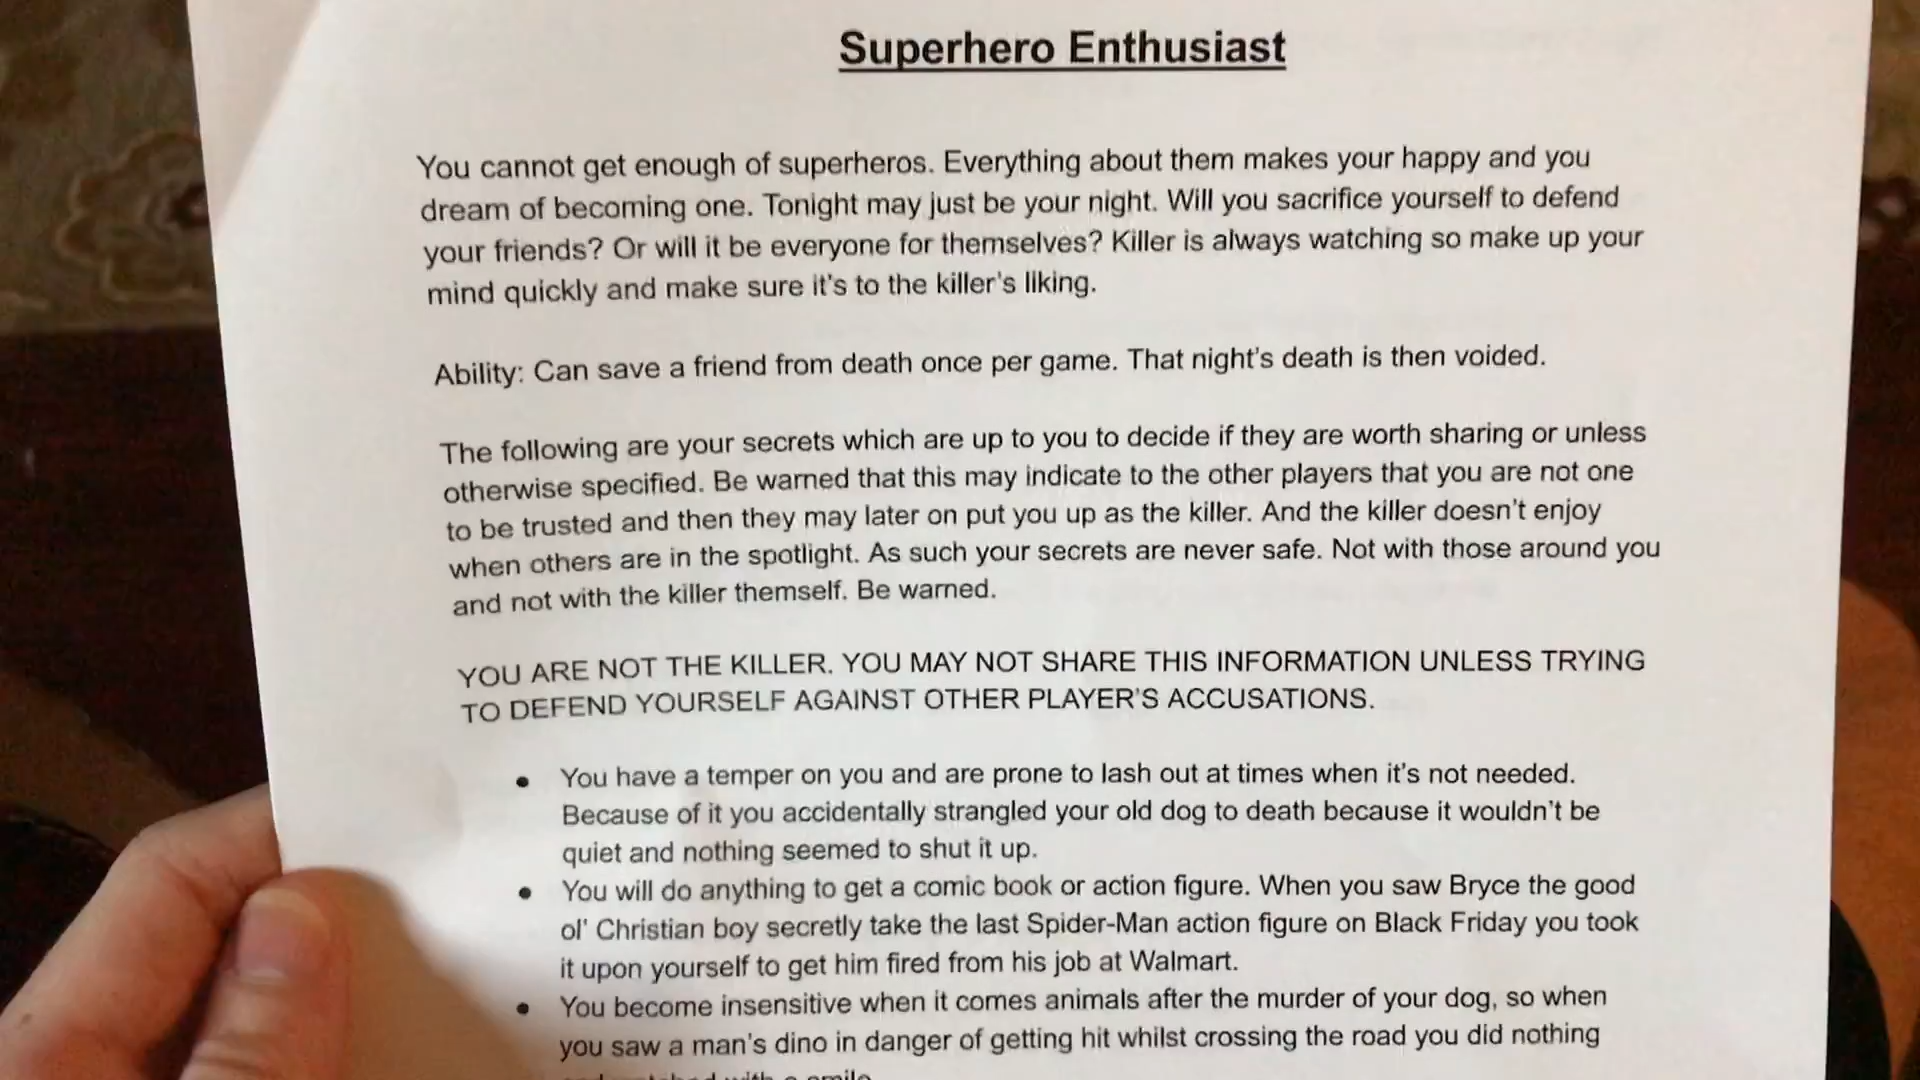 Superhero Enthusiast
You cannot get enough of superheros. Everything about them makes your happy and you
dream of becoming one. Tonight may just be your night. Will you sacrifice yourself to defend
your friends? Or will it be everyone for themselves? Killer is always watching so make up your
mind quickly and make sure it's to the killer's liking.
Ability: Can save a friend from death once per game. That night's death is then voided.
The following are your secrets which are up to you to decide if they are worth sharing or unless
otherwise specified. Be warned that this may indicate to the other players that you are not one
to be trusted and then they may later on put you up as the killer. And the killer doesn't enjoy
when others are in the spotlight. As such your secrets are never safe. Not with those around you
and not with the killer themself. Be warned.
YOU ARE NOT THE KILLER. YOU MAY NOT SHARE THIS INFORMATION UNLESS TRYING
TO DEFEND YOURSELF AGAINST OTHER PLAYER'S ACCUSATIONS.
• You have a temper on you and are prone to lash out at times when it's not needed.
Because of it you accidentally strangled your old dog to death because it wouldn't be
quiet and nothing seemed to shut it up.
• You will do anything to get a comic book or action figure. When you saw Bryce the good
ol' Christian boy secretly take the last Spider-Man action figure on Black Friday you took
it upon yourself to get him fired from his job at Walmart.
• You become insensitive when it comes animals after the murder of your dog, so when
you saw a man's dino in danger of getting hit whilst crossing the road you did nothing
with a smile